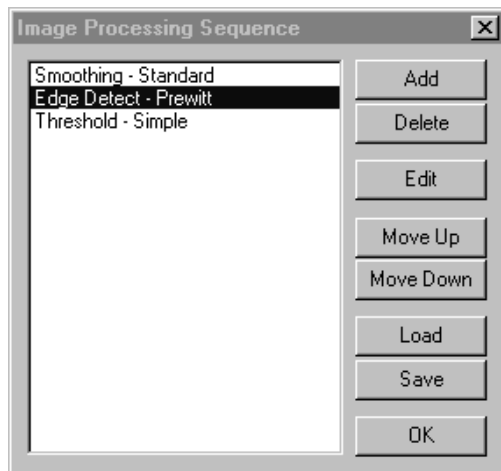 Image Processing Sequence
Smoothing - Standard
Edge Detect - Prewitt
Threshold - Simple
Add
Delete
Edit
Move Up
Move Down
Load
Save
OK